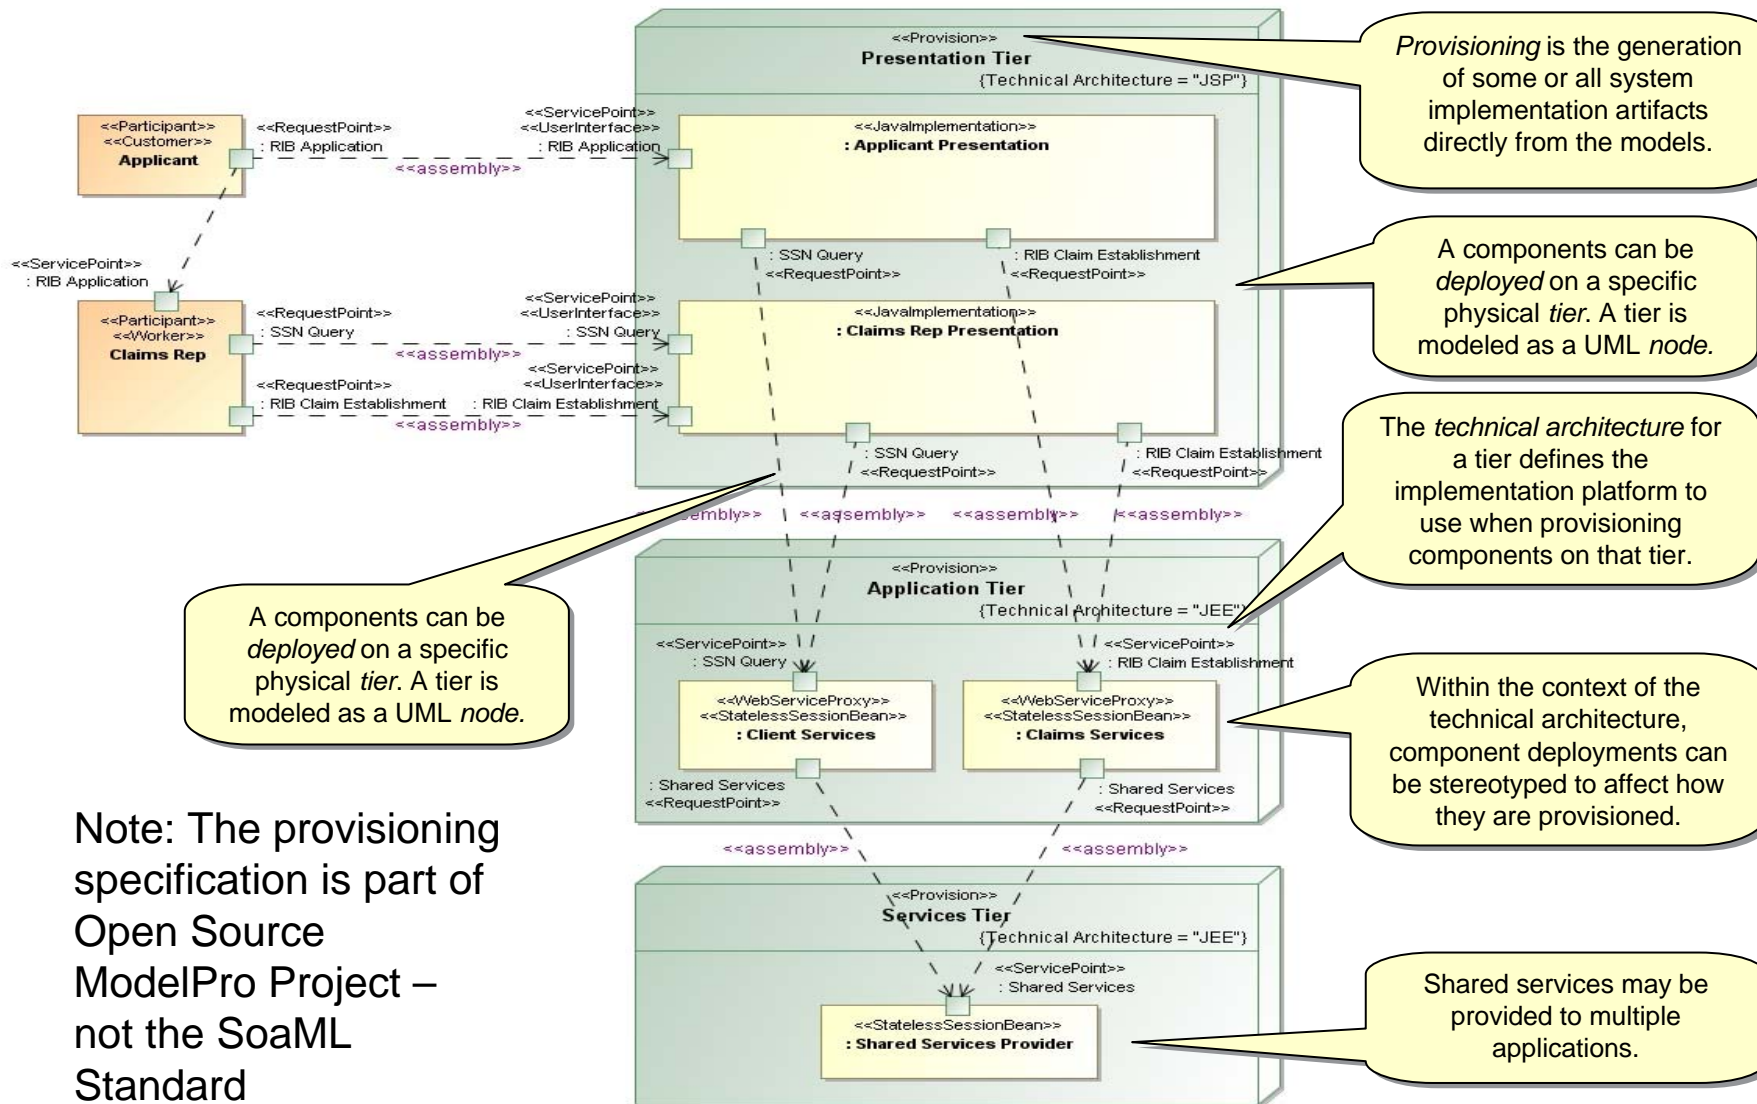 <<Provision>>
Presentation Tier
{Technical Architecture = "JSP"}
<<Participant>>
<<Customer>>
Applicant
<<RequestPoint>>
: RIB Application
<<ServicePoint>>
<<UserInterface>>
: RIB Application
<<assembly>>
<<JavaImplementation>>
: Applicant Presentation
: SSN Query
<<RequestPoint>>
: RIB Claim Establishment
<<RequestPoint>>
<<ServicePoint>>
: RIB Application
<<Participant>>
<<Worker>>
Claims Rep
<<RequestPoint>>
: SSN Query
<<ServicePoint>>
<<UserInterface>>
: SSN Query
<<assembly>>
<<RequestPoint>>
: RIB Claim Establishment
<<ServicePoint>>
<<UserInterface>>
: RIB Claim Establishment
<<assembly>>
<<JavaImplementation>>
: Claims Rep Presentation
: SSN Query
<<RequestPoint>>
: RIB Claim Establishment
<<RequestPoint>>
<<assembly>>
<<assembly>>
<<assembly>>
<<assembly>>
<<Provision>>
Application Tier
{Technical Architecture = "JEE"}
<<ServicePoint>>
: SSN Query
<<ServicePoint>>
: RIB Claim Establishment
<<WebServiceProxy>>
<<StatelessSessionBean>>
: Client Services
<<WebServiceProxy>>
<<StatelessSessionBean>>
: Claims Services
: Shared Services
<<RequestPoint>>
: Shared Services
<<RequestPoint>>
<<assembly>>
<<assembly>>
<<Provision>>
Services Tier
{Technical Architecture = "JEE"}
<<ServicePoint>>
: Shared Services
<<StatelessSessionBean>>
: Shared Services Provider
Provisioning is the generation
of some or all system
implementation artifacts
directly from the models.
A components can be
deployed on a specific
physical tier. A tier is
modeled as a UML node.
The technical architecture for
a tier defines the
implementation platform to
use when provisioning
components on that tier.
Within the context of the
technical architecture,
component deployments can
be stereotyped to affect how
they are provisioned.
Shared services may be
provided to multiple
applications.
A components can be
deployed on a specific
physical tier. A tier is
modeled as a UML node.
Note: The provisioning
specification is part of
Open Source
ModelPro Project –
not the SoaML
Standard